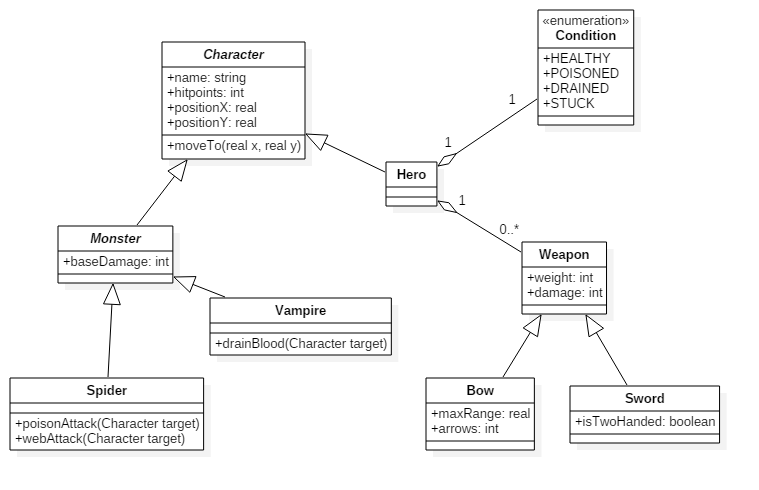 «enumeration»
Condition
+HEALTHY
+POISONED
+DRAINED
+STUCK
Character
+name: string
+hitpoints: int
+positionX: real
+positionY: real
+moveTo(real x, real y)
1
1
Hero
1
0..*
Monster
+baseDamage: int
Weapon
+weight: int
+damage: int
Vampire
+drainBlood(Character target)
Spider
+poisonAttack(Character target)
+webAttack(Character target)
Bow
+maxRange: real
+arrows: int
Sword
+isTwoHanded: boolean